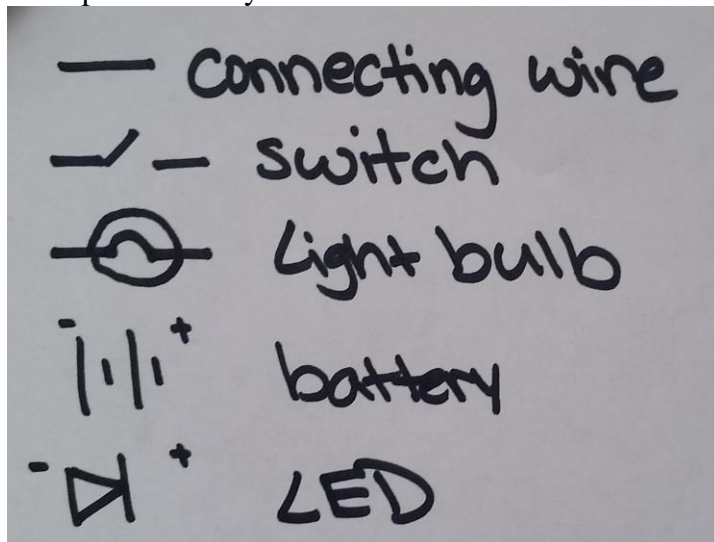 connecting wire
switch
Light bulb
- + battery
- + LED